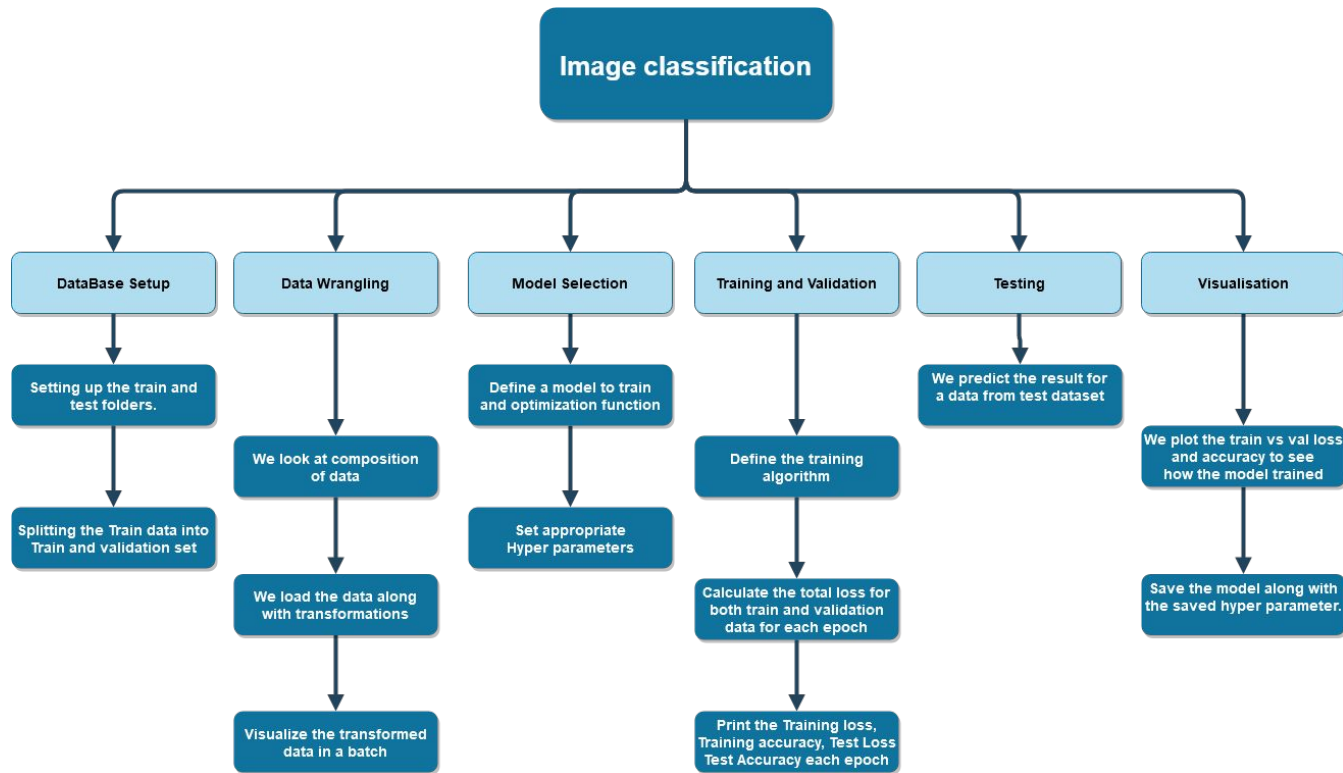 Image classification
DataBase Setup
Setting up the train and
test folders.
Splitting the Train data into
Train and validation set
Data Wrangling
We look at composition
of data
We load the data along
with transformations
Visualize the transformed
data in a batch
Model Selection
Define a model to train
and optimization function
Set appropriate
Hyper parameters
Training and Validation
Define the training
algorithm
Calculate the total loss for
both train and validation
data for each epoch
Print the Training loss,
Training accuracy, Test Loss
Test Accuracy each epoch
Testing
We predict the result for
a data from test dataset
Visualisation
We plot the train vs val loss
and accuracy to see
how the model trained
Save the model along with
the saved hyper parameter.